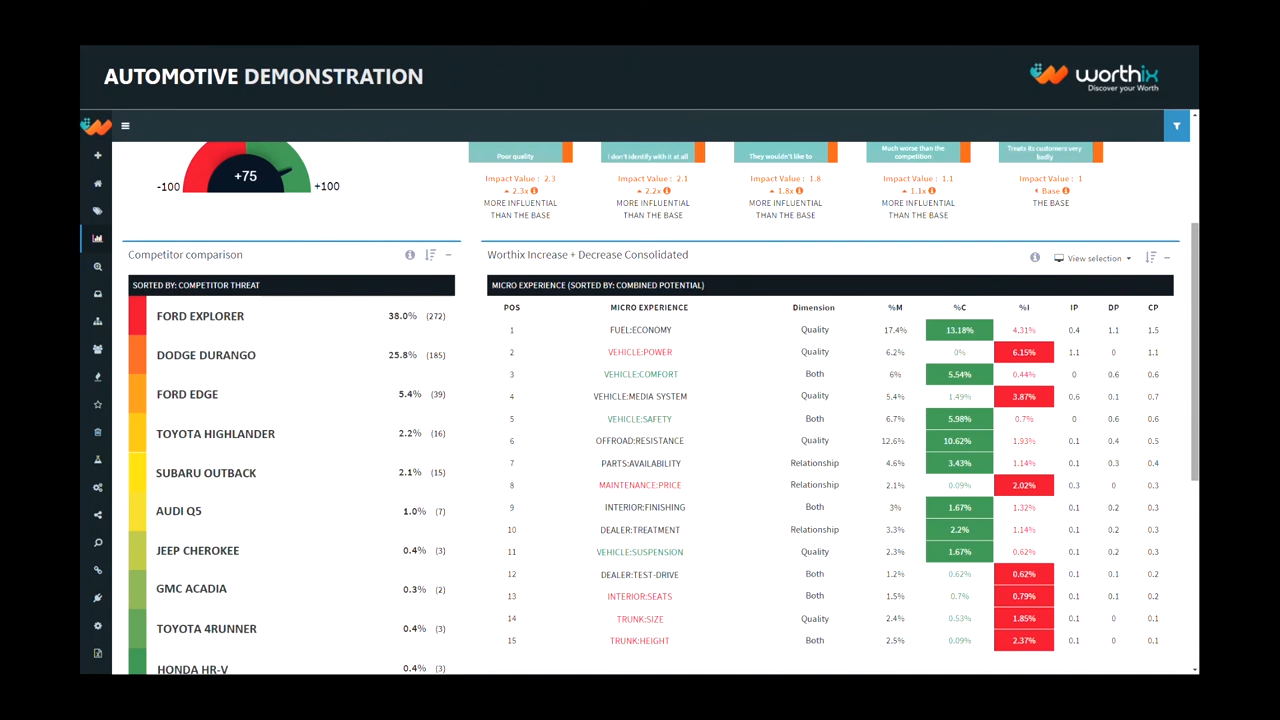 AUTOMOTIVE DEMONSTRATION
worthix
Discover your Worth
-100 +75 +100
Poor quality
I don't identify with it at all
They wouldn't like to
Much worse than the competition
Treats its customers very badly
Impact Value : 2.3
2.3x
MORE INFLUENTIAL
THAN THE BASE
Impact Value : 2.1
2.2x
MORE INFLUENTIAL
THAN THE BASE
Impact Value : 1.8
1.8x
MORE INFLUENTIAL
THAN THE BASE
Impact Value : 1.1
1.1x
MORE INFLUENTIAL
THAN THE BASE
Impact Value : 1
Base
THE BASE
Competitor comparison
SORTED BY: COMPETITOR THREAT
FORD EXPLORER 38.0% (272)
DODGE DURANGO 25.8% (185)
FORD EDGE 5.4% (39)
TOYOTA HIGHLANDER 2.2% (16)
SUBARU OUTBACK 2.1% (15)
AUDI Q5 1.0% (7)
JEEP CHEROKEE 0.4% (3)
GMC ACADIA 0.3% (2)
TOYOTA 4RUNNER 0.4% (3)
HONDA HR-V 0.4% (3)
Worthix Increase + Decrease Consolidated
View selection
MICRO EXPERIENCE (SORTED BY: COMBINED POTENTIAL)
POS MICRO EXPERIENCE Dimension %M %C %I IP DP CP
1 FUEL:ECONOMY Quality 17.4% 13.18% 4.31% 0.4 1.1 1.5
2 VEHICLE:POWER Quality 6.2% 0% 6.15% 1.1 0 1.1
3 VEHICLE:COMFORT Both 6% 5.54% 0.44% 0 0.6 0.6
4 VEHICLE:MEDIA SYSTEM Quality 5.4% 1.49% 3.87% 0.6 0.1 0.7
5 VEHICLE:SAFETY Both 6.7% 5.98% 0.7% 0 0.6 0.6
6 OFFROAD:RESISTANCE Quality 12.6% 10.62% 1.93% 0.1 0.4 0.5
7 PARTS:AVAILABILITY Relationship 4.6% 3.43% 1.14% 0.1 0.3 0.4
8 MAINTENANCE:PRICE Relationship 2.1% 0.09% 2.02% 0.3 0 0.3
9 INTERIOR:FINISHING Both 3% 1.67% 1.32% 0.1 0.2 0.3
10 DEALER:TREATMENT Relationship 3.3% 2.2% 1.14% 0.1 0.2 0.3
11 VEHICLE:SUSPENSION Quality 2.3% 1.67% 0.62% 0.1 0.2 0.3
12 DEALER:TEST-DRIVE Both 1.2% 0.62% 0.62% 0.1 0.1 0.2
13 INTERIOR:SEATS Both 1.5% 0.7% 0.79% 0.1 0.1 0.2
14 TRUNK:SIZE Quality 2.4% 0.53% 1.85% 0.1 0 0.1
15 TRUNK:HEIGHT Both 2.5% 0.09% 2.37% 0.1 0 0.1